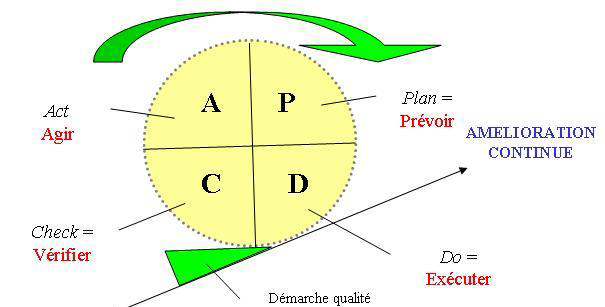 A
P
Act
Agir
Plan =
Prévoir
AMELIORATION
CONTINUE
C
D
Check =
Vérifier
Do =
Exécuter
Démarche qualité